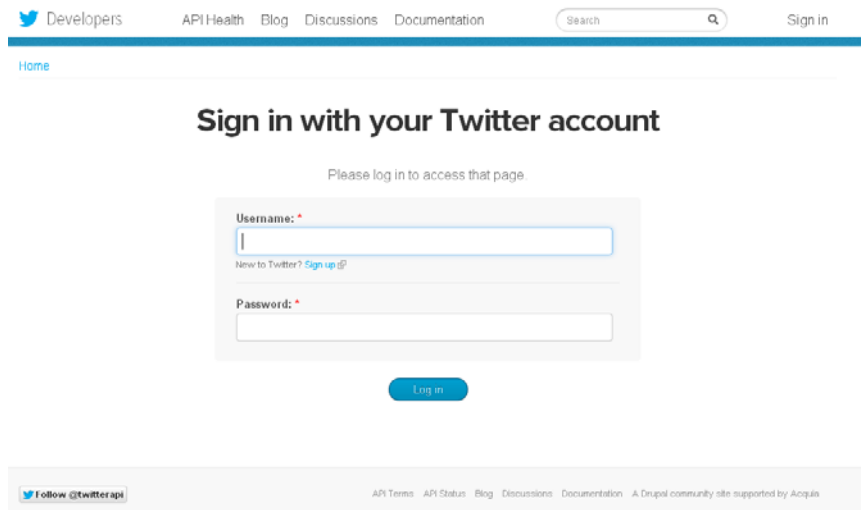 Developers API Health Blog Discussions Documentation Search Sign in
Home
Sign in with your Twitter account
Please log in to access that page.
Username: *
New to Twitter? Sign up
Password: *
Log in
Follow @twitterapi API Terms API Status Blog Discussions Documentation A Drupal community site supported by Acquia